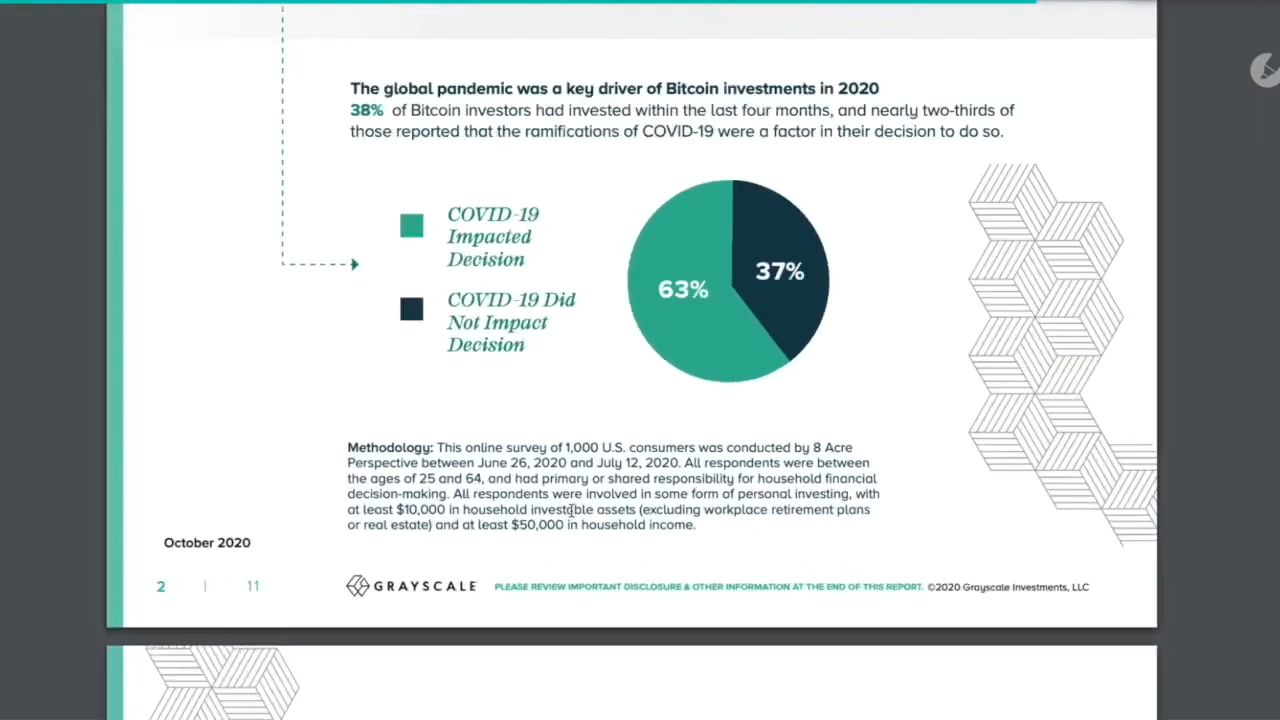 The global pandemic was a key driver of Bitcoin investments in 2020
38% of Bitcoin investors had invested within the last four months, and nearly two-thirds of
those reported that the ramifications of COVID-19 were a factor in their decision to do so.
COVID-19
Impacted
Decision
COVID-19 Did
Not Impact
Decision
63%
37%
Methodology: This online survey of 1,000 U.S. consumers was conducted by 8 Acre
Perspective between June 26, 2020 and July 12, 2020. All respondents were between
the ages of 25 and 64, and had primary or shared responsibility for household financial
decision-making. All respondents were involved in some form of personal investing, with
at least $10,000 in household investable assets (excluding workplace retirement plans
or real estate) and at least $50,000 in household income.
October 2020
2 | 11
GRAYSCALE PLEASE REVIEW IMPORTANT DISCLOSURE & OTHER INFORMATION AT THE END OF THIS REPORT. ©2020 Grayscale Investments, LLC